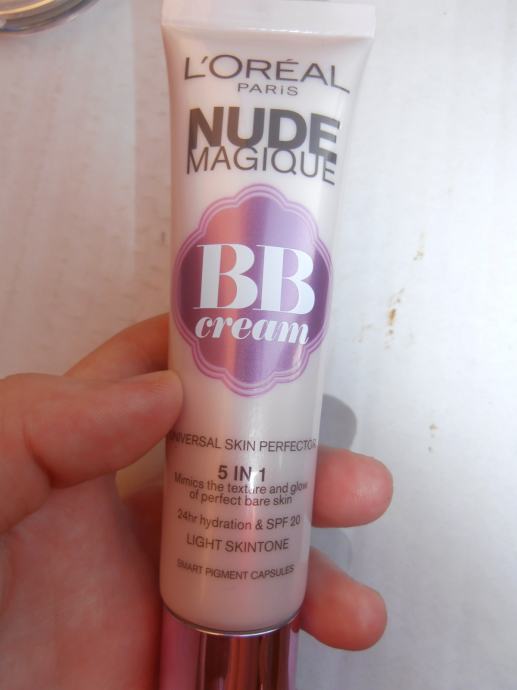 L'ORÉAL
PARiS
NUDE
MAGIQUE
BB
cream
UNIVERSAL SKIN PERFECTOR
5 IN 1
Mimics the texture and glow
of perfect bare skin
24hr hydration & SPF 20
LIGHT SKINTONE
SMART PIGMENT CAPSULES